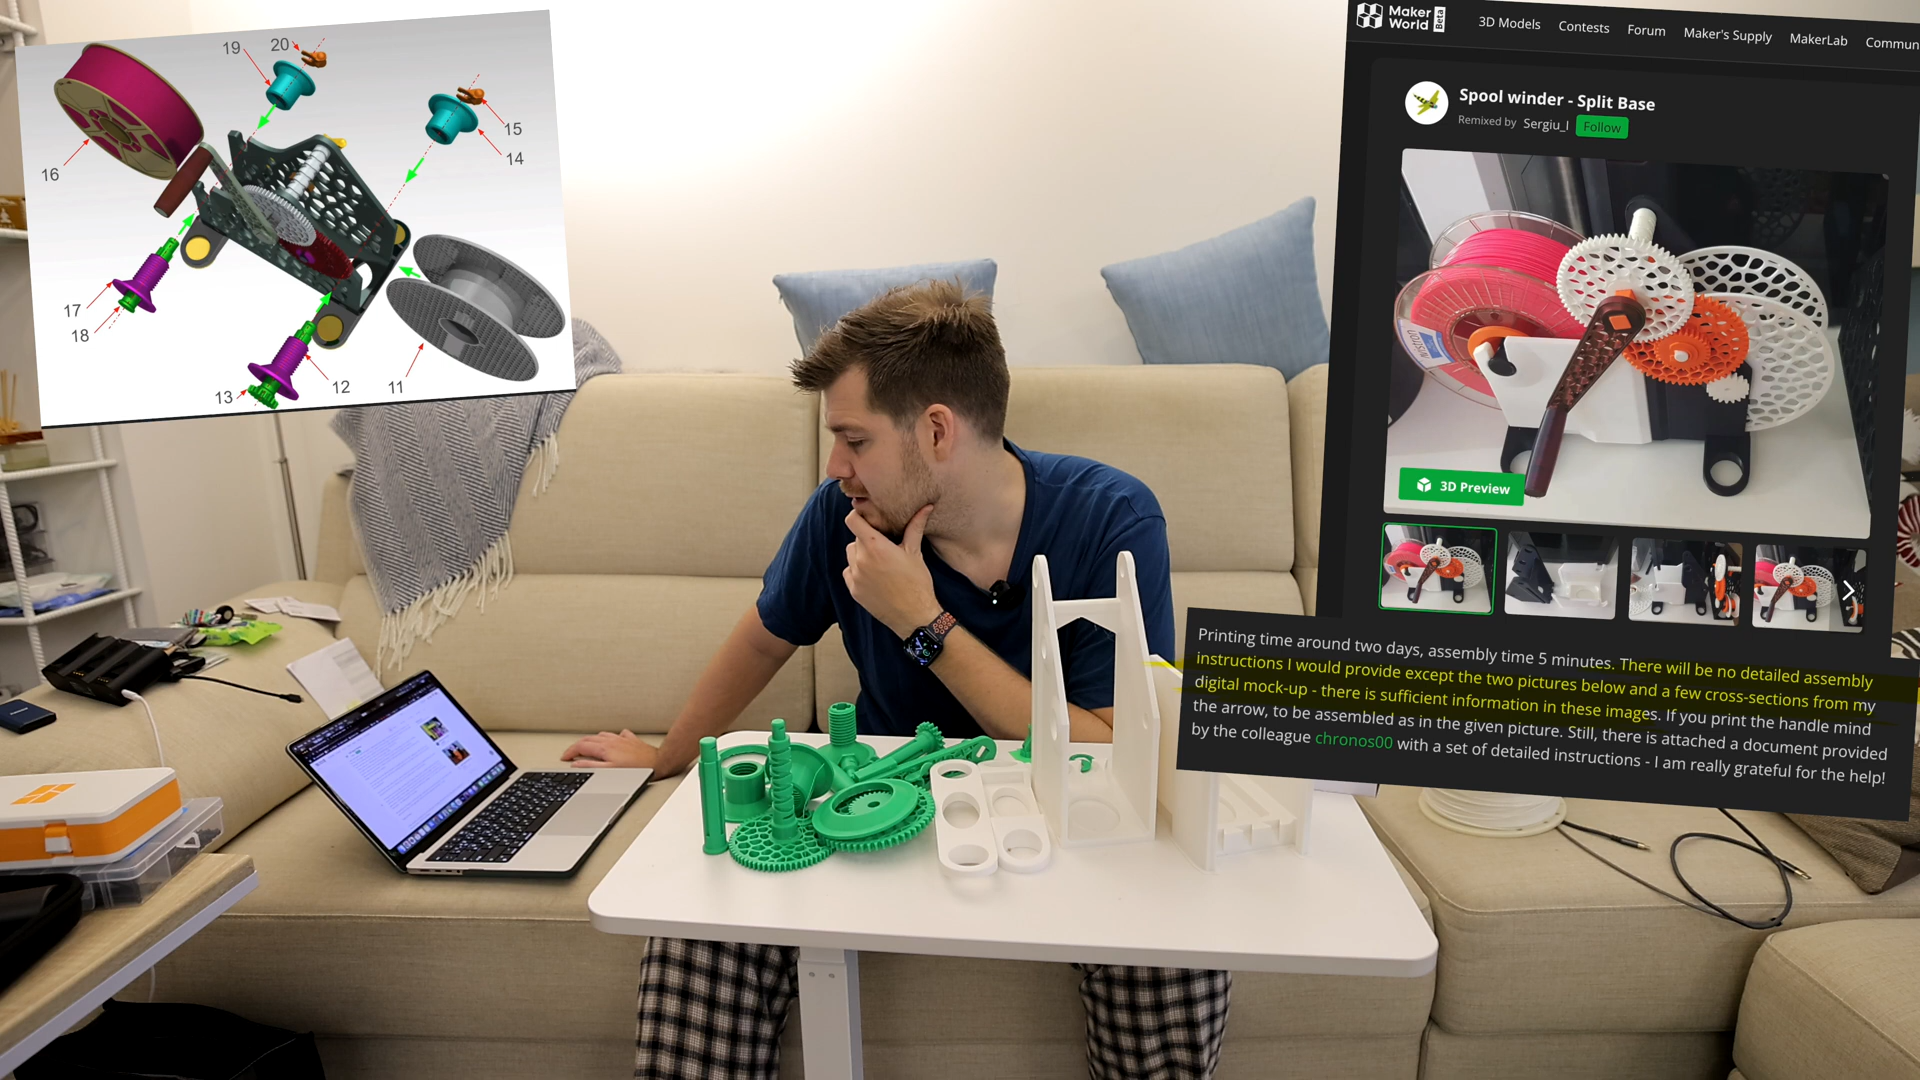 19
20
15
14
16
17
18
12
11
13
Maker World Beta
3D Models Contests Forum Maker's Supply MakerLab Commun
Spool winder - Split Base
Remixed by Sergiu_I Follow
3D Preview
Printing time around two days, assembly time 5 minutes. There will be no detailed assembly
instructions I would provide except the two pictures below and a few cross-sections from my
digital mock-up - there is sufficient information in these images. If you print the handle mind
the arrow, to be assembled as in the given picture. Still, there is attached a document provided
by the colleague chronos00 with a set of detailed instructions - I am really grateful for the help!